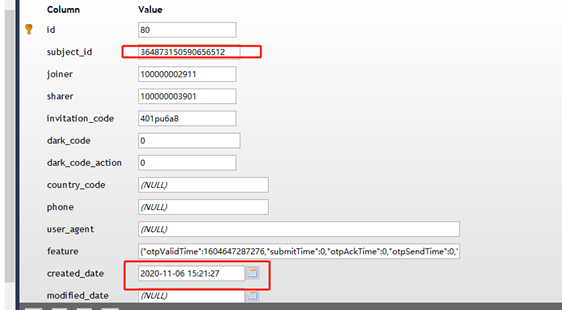 Column Value
id 80
subject_id 364873150590656512
joiner 100000002911
sharer 100000003901
invitation_code 401pu6a8
dark_code 0
dark_code_action 0
country_code (NULL)
phone (NULL)
user_agent (NULL)
feature {"otpValidTime":1604647287276,"submitTime":0,"otpAckTime":0,"otpSendTime":0,'
created_date 2020-11-06 15:21:27
modified_date (NULL)